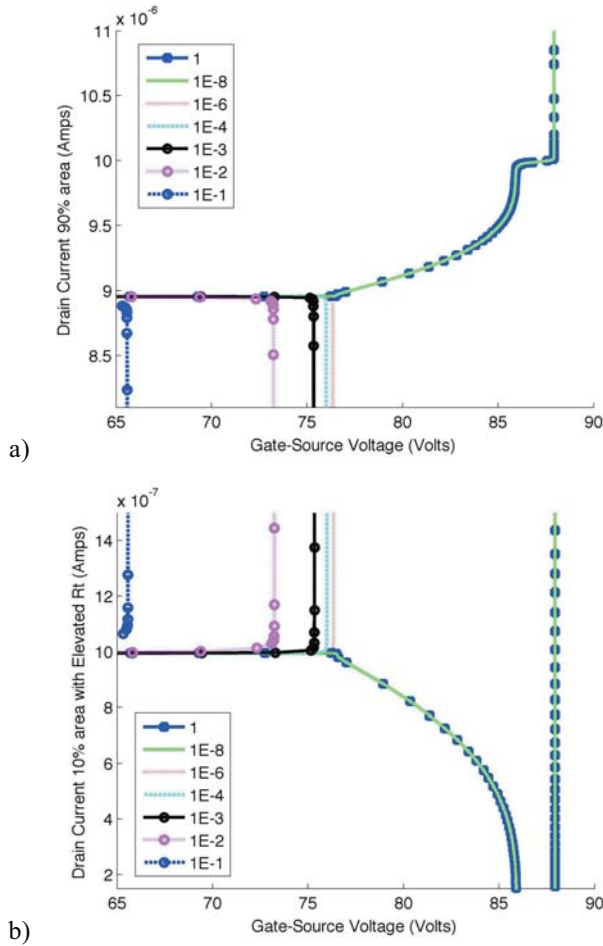 x 10⁻⁶
11
10.5
10
9.5
9
8.5
65 70 75 80 85 90
Drain Current 90% area (Amps)
Gate-Source Voltage (Volts)
1
1E-8
1E-6
1E-4
1E-3
1E-2
1E-1
a)
x 10⁻⁷
14
12
10
8
6
4
2
65 70 75 80 85 90
Drain Current 10% area with Elevated Rt (Amps)
Gate-Source Voltage (Volts)
1
1E-8
1E-6
1E-4
1E-3
1E-2
1E-1
b)